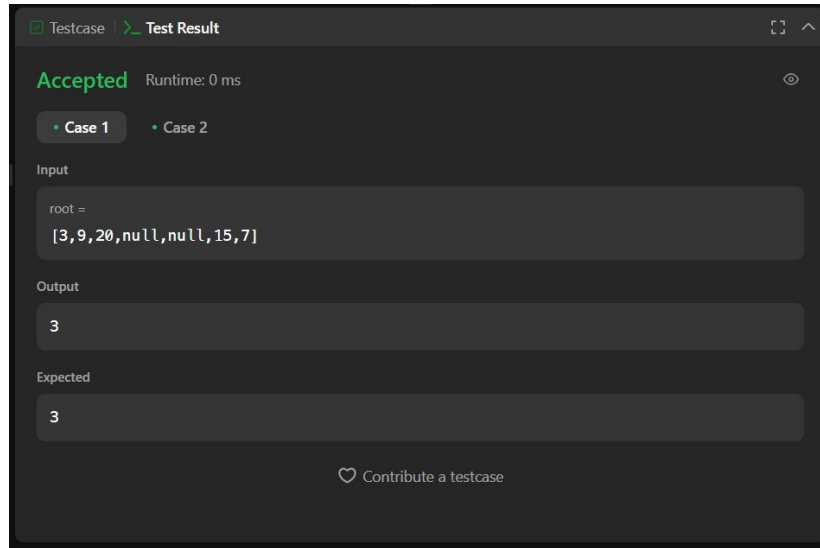 Testcase | >_ Test Result
Accepted Runtime: 0 ms
• Case 1 • Case 2
Input
root =
[3,9,20,null,null,15,7]
Output
3
Expected
3
Contribute a testcase